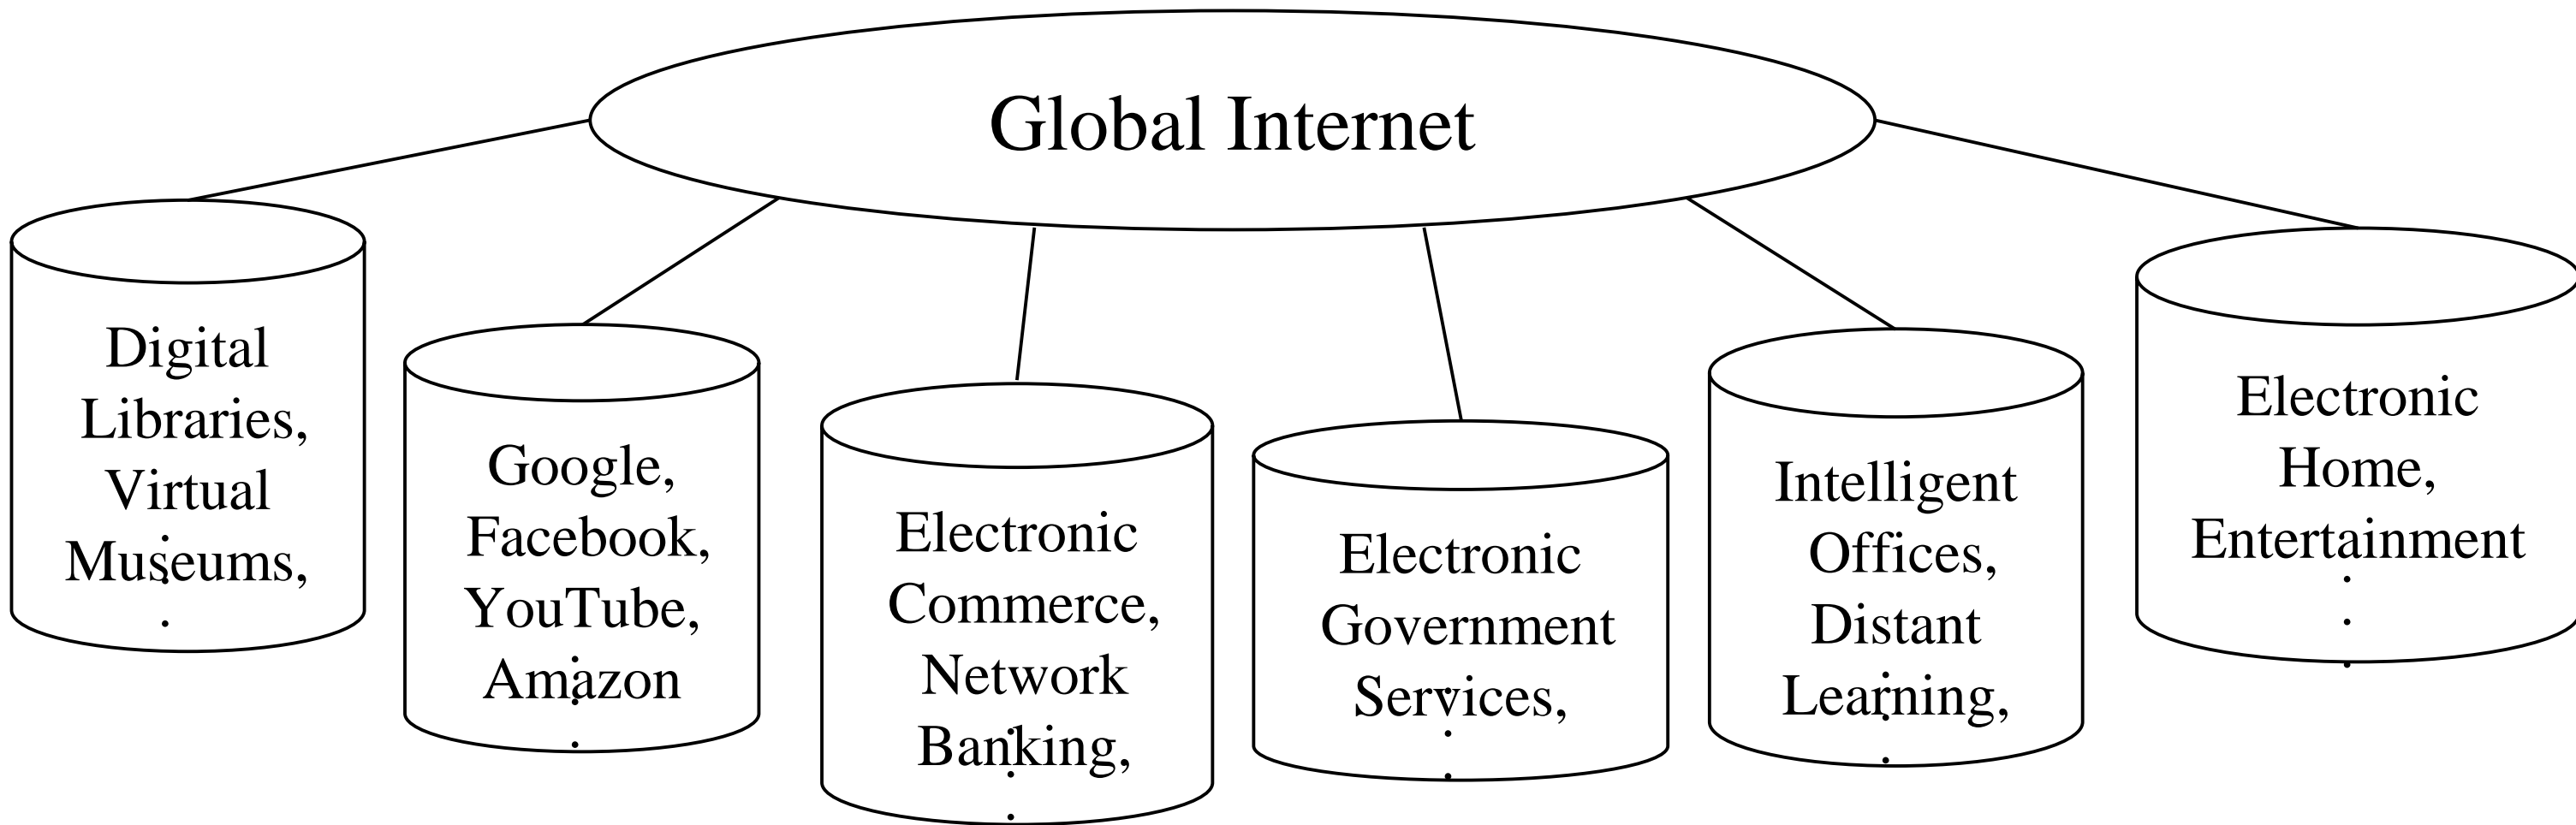 Global Internet
Digital
Libraries,
Virtual
Museums,
.
.
.
Google,
Facebook,
YouTube,
Amazon
.
.
.
Electronic
Commerce,
Network
Banking,
.
.
.
Electronic
Government
Services,
.
.
.
Intelligent
Offices,
Distant
Learning,
.
.
.
Electronic
Home,
Entertainment
.
.
.